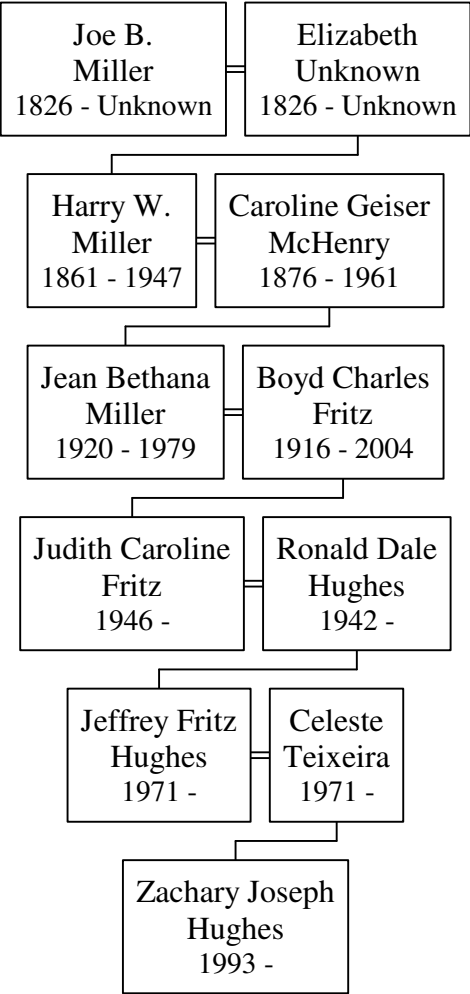 Joe B.
Miller
1826 - Unknown
Elizabeth
Unknown
1826 - Unknown
Harry W.
Miller
1861 - 1947
Caroline Geiser
McHenry
1876 - 1961
Jean Bethana
Miller
1920 - 1979
Boyd Charles
Fritz
1916 - 2004
Judith Caroline
Fritz
1946 -
Ronald Dale
Hughes
1942 -
Jeffrey Fritz
Hughes
1971 -
Celeste
Teixeira
1971 -
Zachary Joseph
Hughes
1993 -